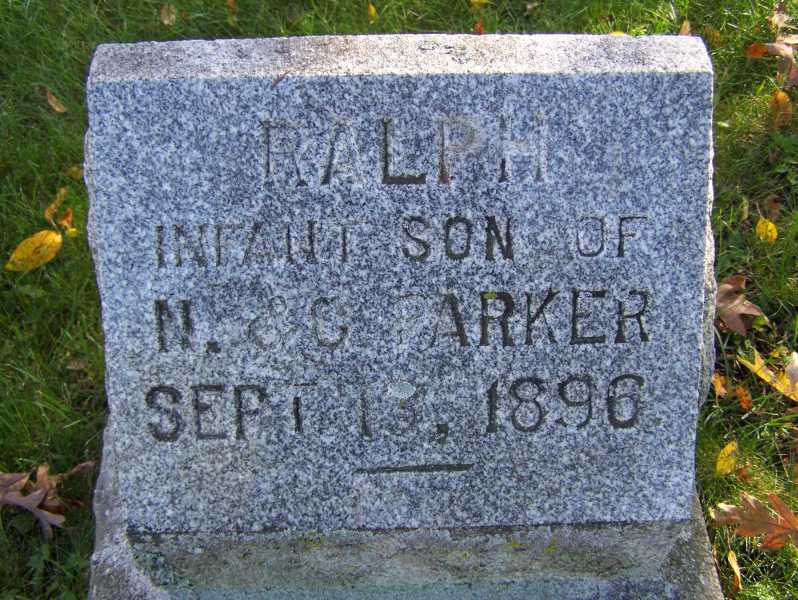 RALPH
INFANT SON OF
N. & C. PARKER
SEPT 13, 1896.